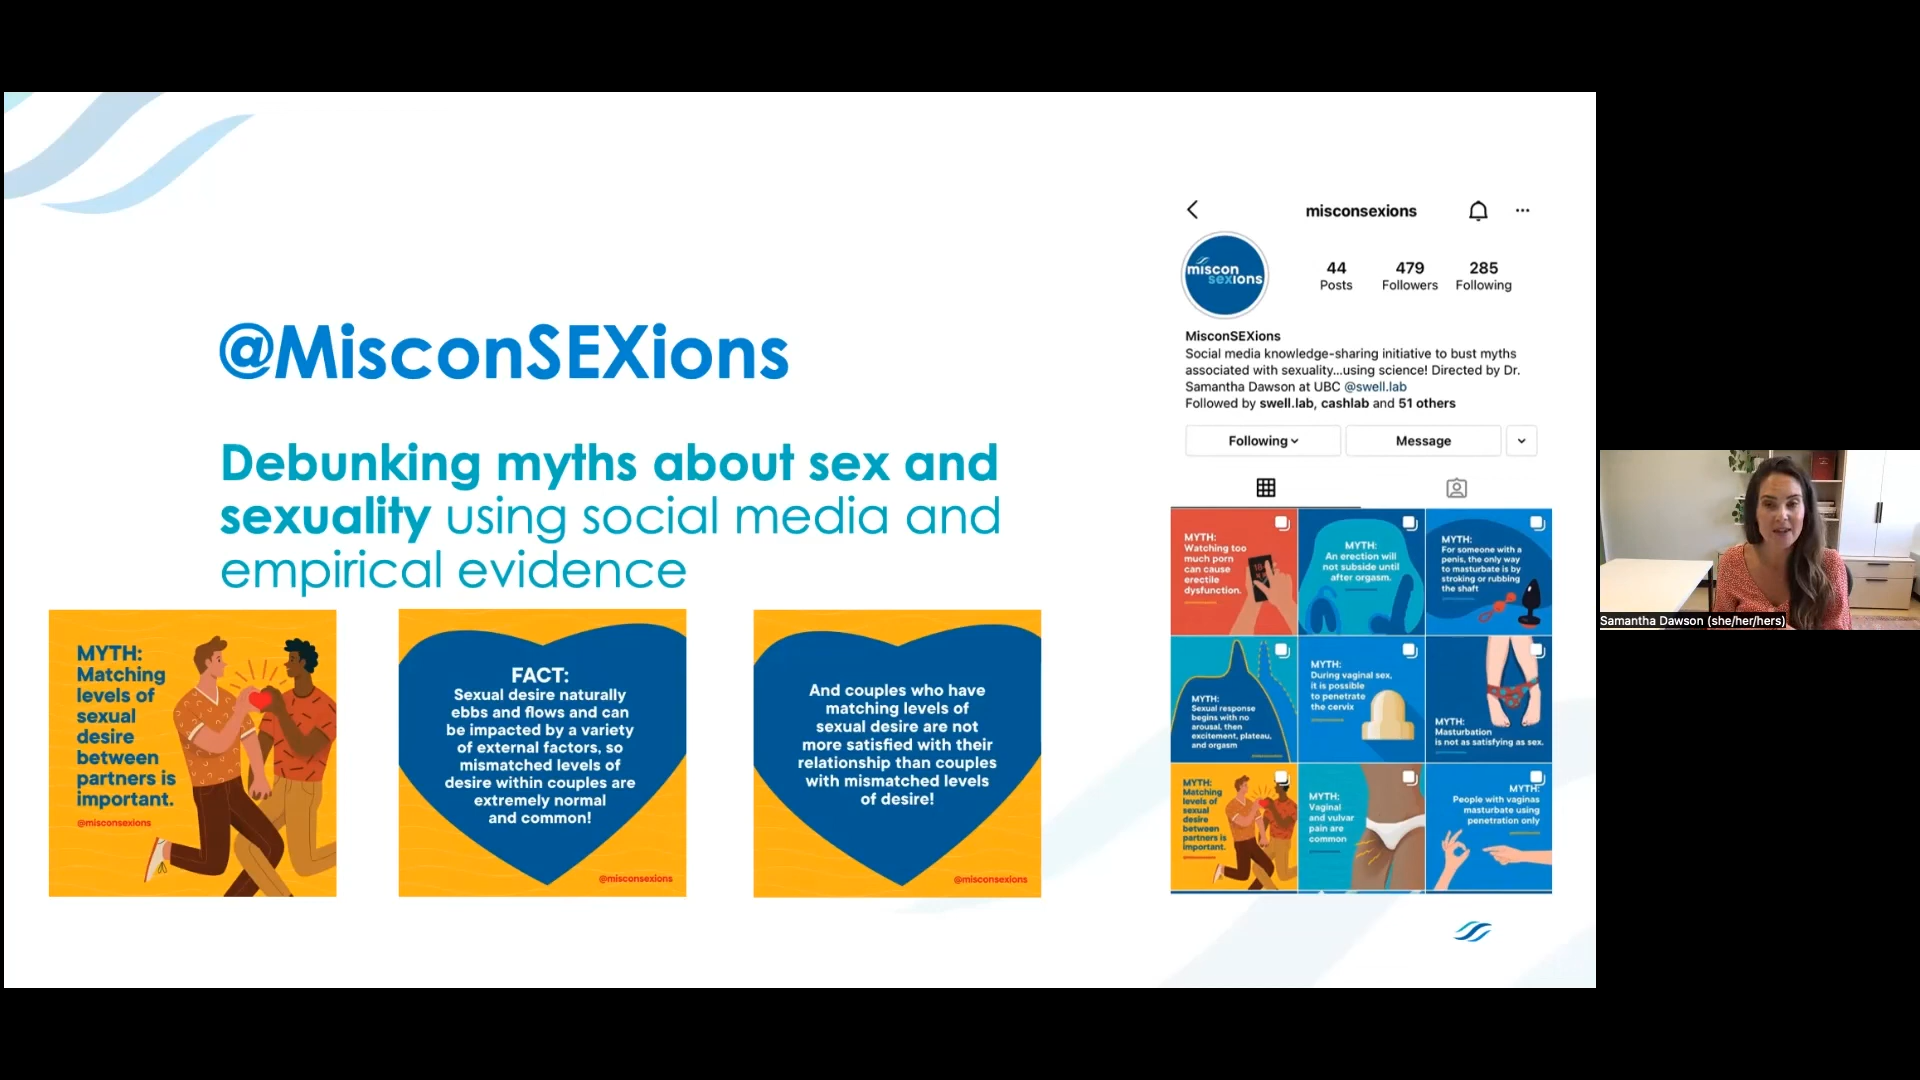 @MisconSEXions
Debunking myths about sex and
sexuality using social media and
empirical evidence
MYTH:
Matching
levels of
sexual
desire
between
partners is
important.
@misconsexions
FACT:
Sexual desire naturally
ebbs and flows and can
be impacted by a variety
of external factors, so
mismatched levels of
desire within couples are
extremely normal
and common!
@misconsexions
And couples who have
matching levels of
sexual desire are not
more satisfied with their
relationship than couples
with mismatched levels
of desire!
@misconsexions
misconsexions
miscon
sexions
44 479 285
Posts Followers Following
MisconSEXions
Social media knowledge-sharing initiative to bust myths
associated with sexuality...using science! Directed by Dr.
Samantha Dawson at UBC @swell.lab
Followed by swell.lab, cashlab and 51 others
Following Message
MYTH:
Watching too
much porn
can cause
erectile
dysfunction.
MYTH:
An erection will
not subside until
after orgasm.
MYTH:
For someone with a
penis, the only way
to masturbate is by
stroking or rubbing
the shaft
MYTH:
Sexual response
begins with no
arousal, then
excitement, plateau,
and orgasm
MYTH:
During vaginal sex,
it is possible
to penetrate
the cervix
MYTH:
Masturbation
is not as satisfying as sex.
MYTH:
Matching
levels of
sexual
desire
between
partners is
important.
MYTH:
Vaginal
and vulvar
pain are
common
MYTH:
People with vaginas
masturbate using
penetration only
Samantha Dawson (she/her/hers)